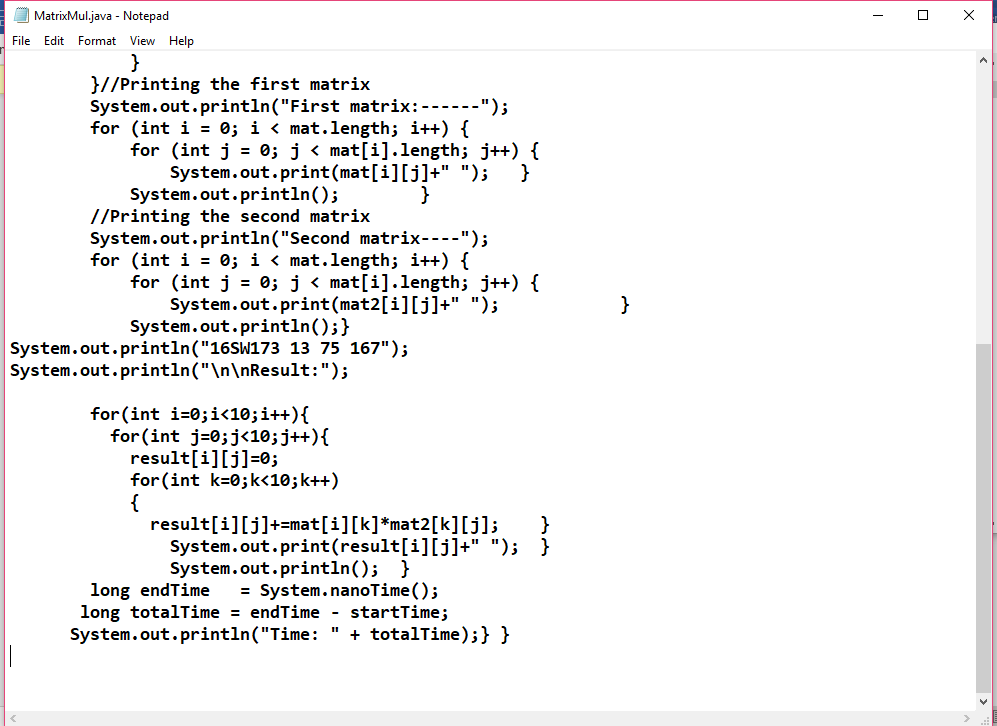 MatrixMul.java - Notepad
File Edit Format View Help
}
}//Printing the first matrix
System.out.println("First matrix:------");
for (int i = 0; i < mat.length; i++) {
for (int j = 0; j < mat[i].length; j++) {
System.out.print(mat[i][j]+" ");   }
System.out.println();        }
//Printing the second matrix
System.out.println("Second matrix----");
for (int i = 0; i < mat.length; i++) {
for (int j = 0; j < mat[i].length; j++) {
System.out.print(mat2[i][j]+" ");            }
System.out.println();}
System.out.println("16SW173 13 75 167");
System.out.println("\n\nResult:");
for(int i=0;i<10;i++){
for(int j=0;j<10;j++){
result[i][j]=0;
for(int k=0;k<10;k++)
{
result[i][j]+=mat[i][k]*mat2[k][j];    }
System.out.print(result[i][j]+" ");  }
System.out.println();  }
long endTime   = System.nanoTime();
long totalTime = endTime - startTime;
System.out.println("Time: " + totalTime);} }